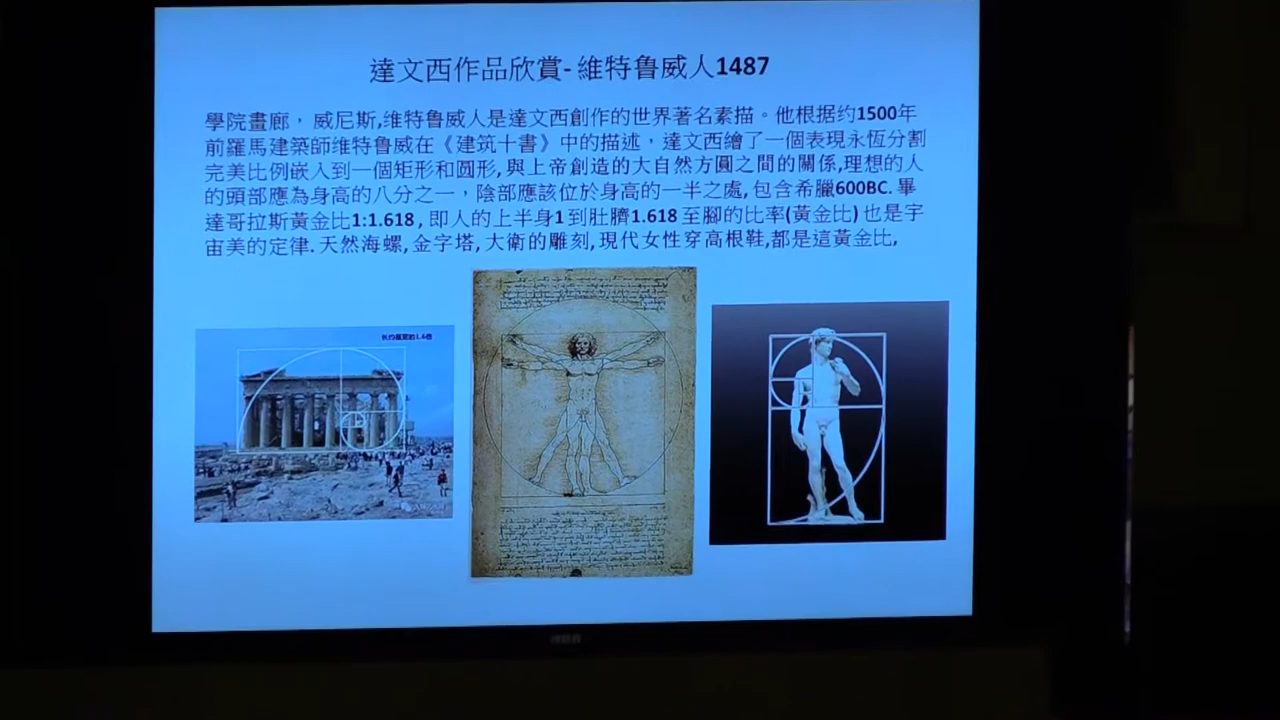 達文西作品欣賞- 維特鲁威人1487
學院畫廊， 威尼斯,维特鲁威人是達文西創作的世界著名素描。他根据约1500年
前羅馬建築師维特魯威在《建筑十書》中的描述，達文西繪了一個表現永恆分割
完美比例嵌入到一個矩形和圆形, 與上帝創造的大自然方圓之間的關係,理想的人
的頭部應為身高的八分之一，陰部應該位於身高的一半之處, 包含希臘600BC. 畢
達哥拉斯黃金比1:1.618 , 即人的上半身1 到肚臍1.618 至腳的比率(黃金比) 也是宇
宙美的定律. 天然海螺, 金字塔, 大衛的雕刻, 現代女性穿高根鞋,都是這黃金比,